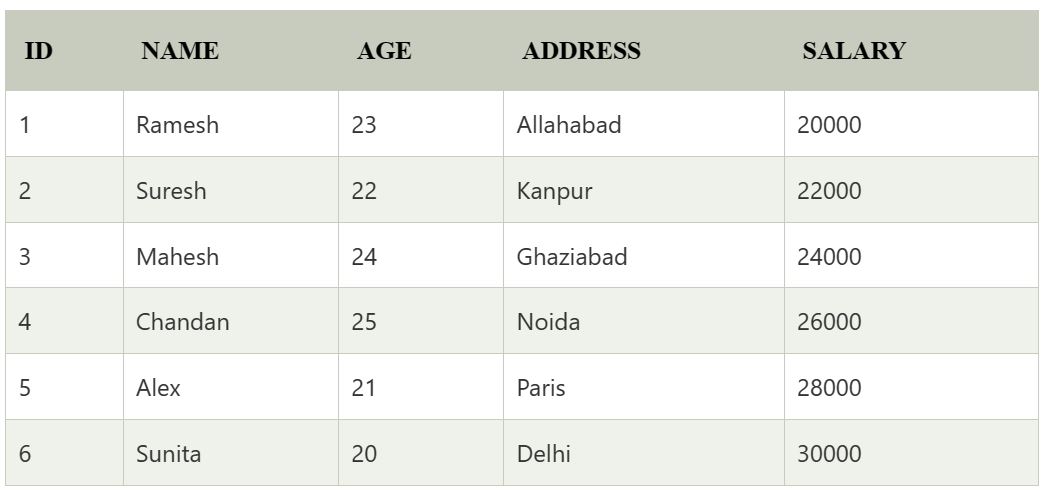 ID NAME AGE ADDRESS SALARY
1 Ramesh 23 Allahabad 20000
2 Suresh 22 Kanpur 22000
3 Mahesh 24 Ghaziabad 24000
4 Chandan 25 Noida 26000
5 Alex 21 Paris 28000
6 Sunita 20 Delhi 30000